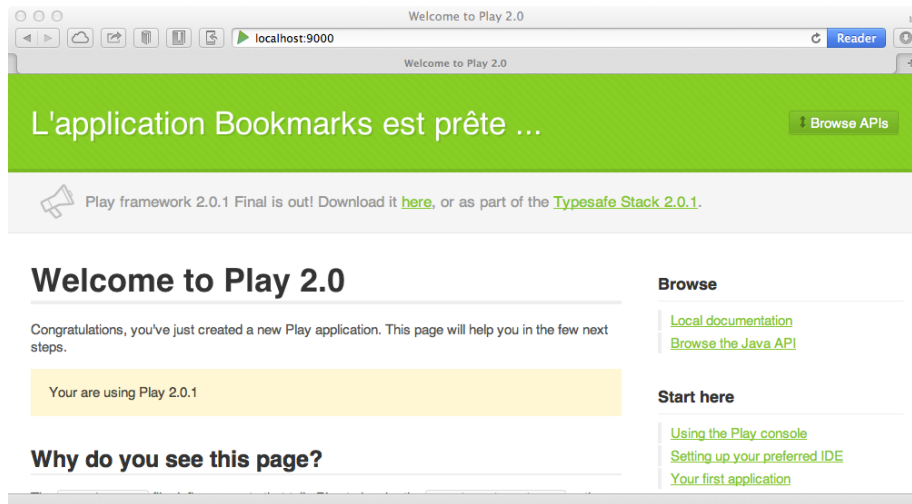 Welcome to Play 2.0
localhost:9000
Reader
Welcome to Play 2.0
L'application Bookmarks est prête ...
Browse APIs
Play framework 2.0.1 Final is out! Download it here, or as part of the Typesafe Stack 2.0.1.
Welcome to Play 2.0
Congratulations, you've just created a new Play application. This page will help you in the few next
steps.
Your are using Play 2.0.1
Why do you see this page?
Browse
Local documentation
Browse the Java API
Start here
Using the Play console
Setting up your preferred IDE
Your first application